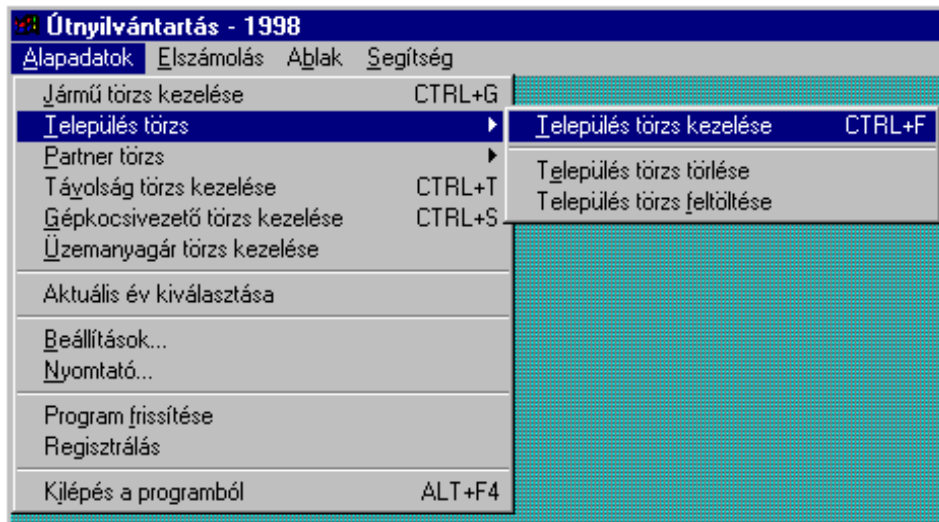 Útnyilvántartás - 1998
Alapadatok Elszámolás Ablak Segítség
Jármű törzs kezelése CTRL+G
Település törzs
Partner törzs
Távolság törzs kezelése CTRL+T
Gépkocsivezető törzs kezelése CTRL+S
Üzemanyagár törzs kezelése
Aktuális év kiválasztása
Beállítások...
Nyomtató...
Program frissítése
Regisztrálás
Kilépés a programból ALT+F4
Település törzs kezelése CTRL+F
Település törzs törlése
Település törzs feltöltése